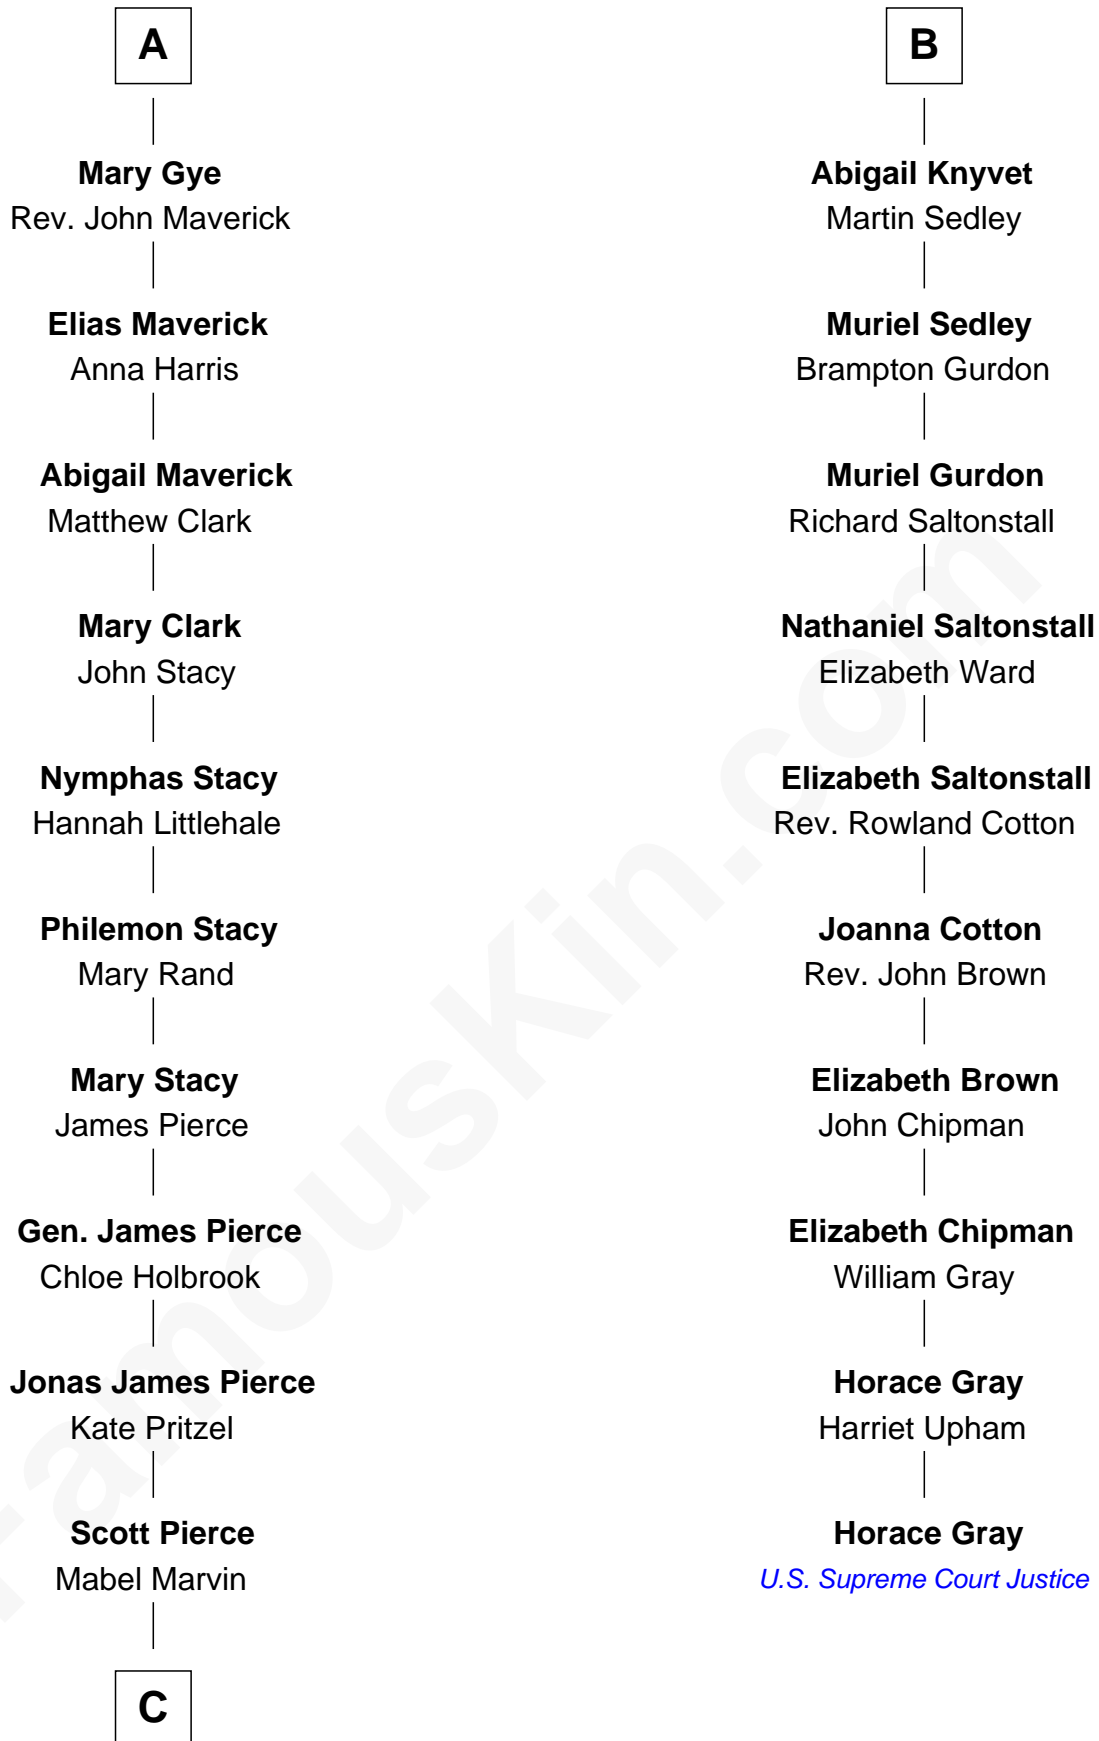 A
Mary Gye
Rev. John Maverick
Elias Maverick
Anna Harris
Abigail Maverick
Matthew Clark
Mary Clark
John Stacy
Nymphas Stacy
Hannah Littlehale
Philemon Stacy
Mary Rand
Mary Stacy
James Pierce
Gen. James Pierce
Chloe Holbrook
Jonas James Pierce
Kate Pritzel
Scott Pierce
Mabel Marvin
C
B
Abigail Knyvet
Martin Sedley
Muriel Sedley
Brampton Gurdon
Muriel Gurdon
Richard Saltonstall
Nathaniel Saltonstall
Elizabeth Ward
Elizabeth Saltonstall
Rev. Rowland Cotton
Joanna Cotton
Rev. John Brown
Elizabeth Brown
John Chipman
Elizabeth Chipman
William Gray
Horace Gray
Harriet Upham
Horace Gray
U.S. Supreme Court Justice
FamousKin.com